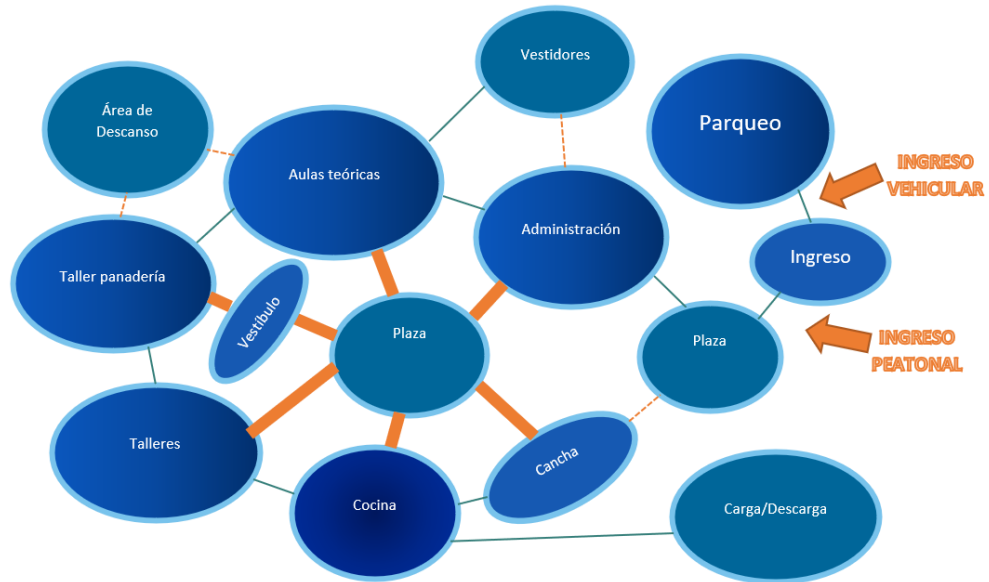 Vestidores
Área de
Descanso
Parqueo
Aulas teóricas
INGRESO
VEHICULAR
Administración
Ingreso
Taller panadería
Vestíbulo
Plaza
Plaza
INGRESO
PEATONAL
Talleres
Cancha
Cocina
Carga/Descarga